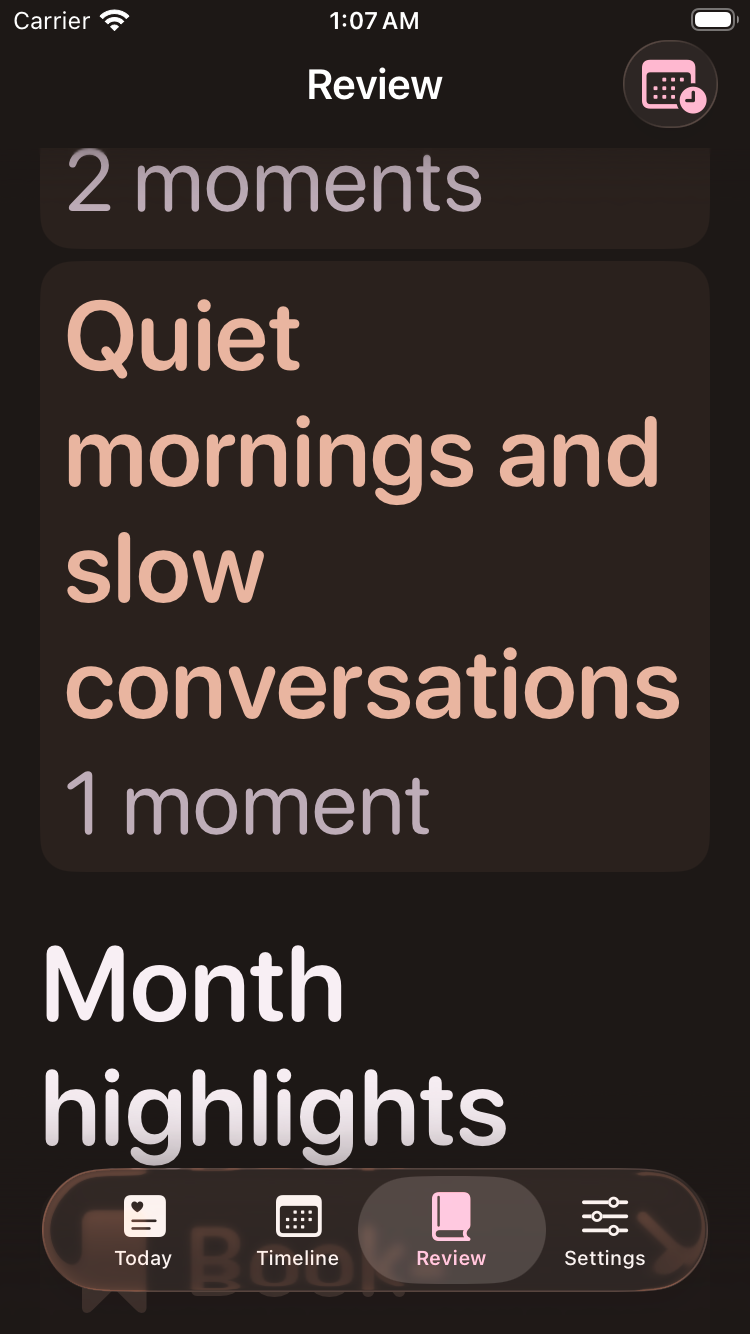 Carrier
1:07 AM
Review
2 moments
Quiet
mornings and
slow
conversations
1 moment
Month
highlights
Today
Timeline
Review
Settings